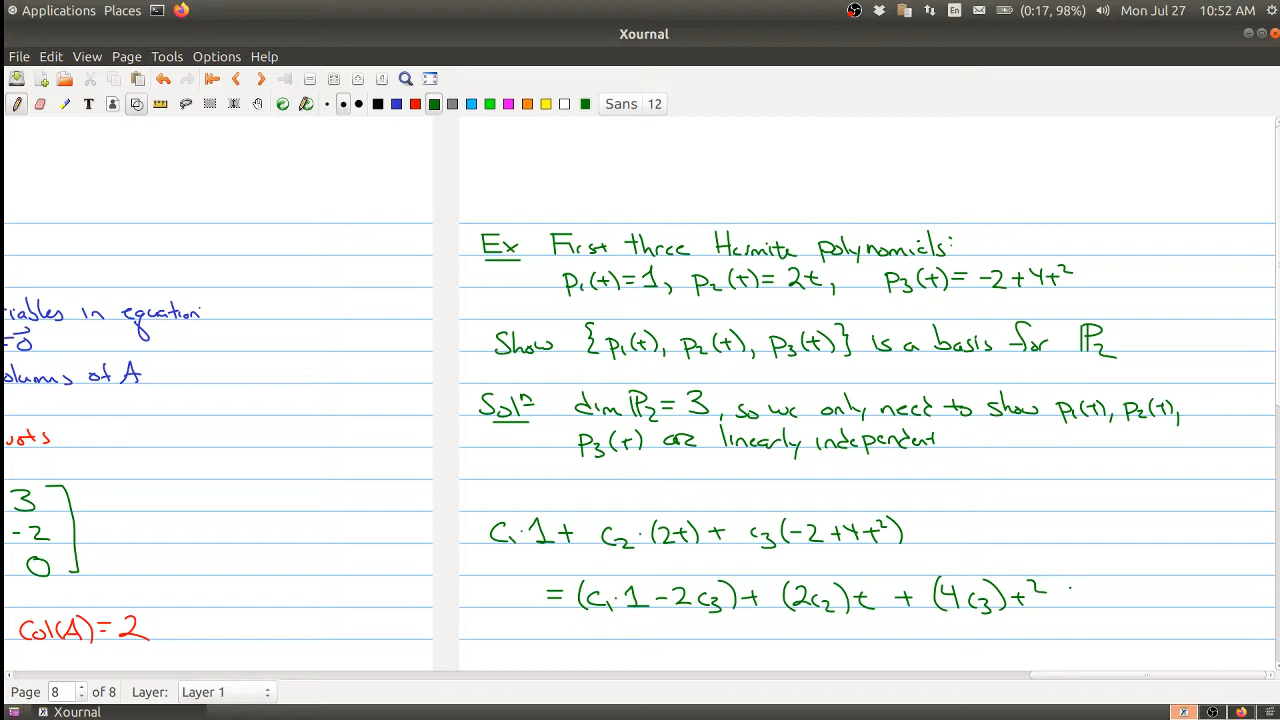 Applications Places (0:17, 98%) Mon Jul 27 10:52 AM
En
Xournal
File Edit View Page Tools Options Help
T Sans 12
Ex First three Hermite polynomials:
p₁(t)=1, p₂(t)=2t, p₃(t)=-2+4t²
Show {p₁(t), p₂(t), p₃(t)} is a basis for ℙ₂
Solⁿ dim ℙ₂ = 3, so we only need to show p₁(t), p₂(t),
p₃(t) are linearly independent
c₁·1+ c₂·(2t)+ c₃(-2+4t²)
= (c₁·1-2c₃)+ (2c₂)t + (4c₃)t²
riables in equation
=0⃗
olumns of A
vots
3
-2
0
Col(A)=2
Page 8 of 8 Layer: Layer 1
Xournal